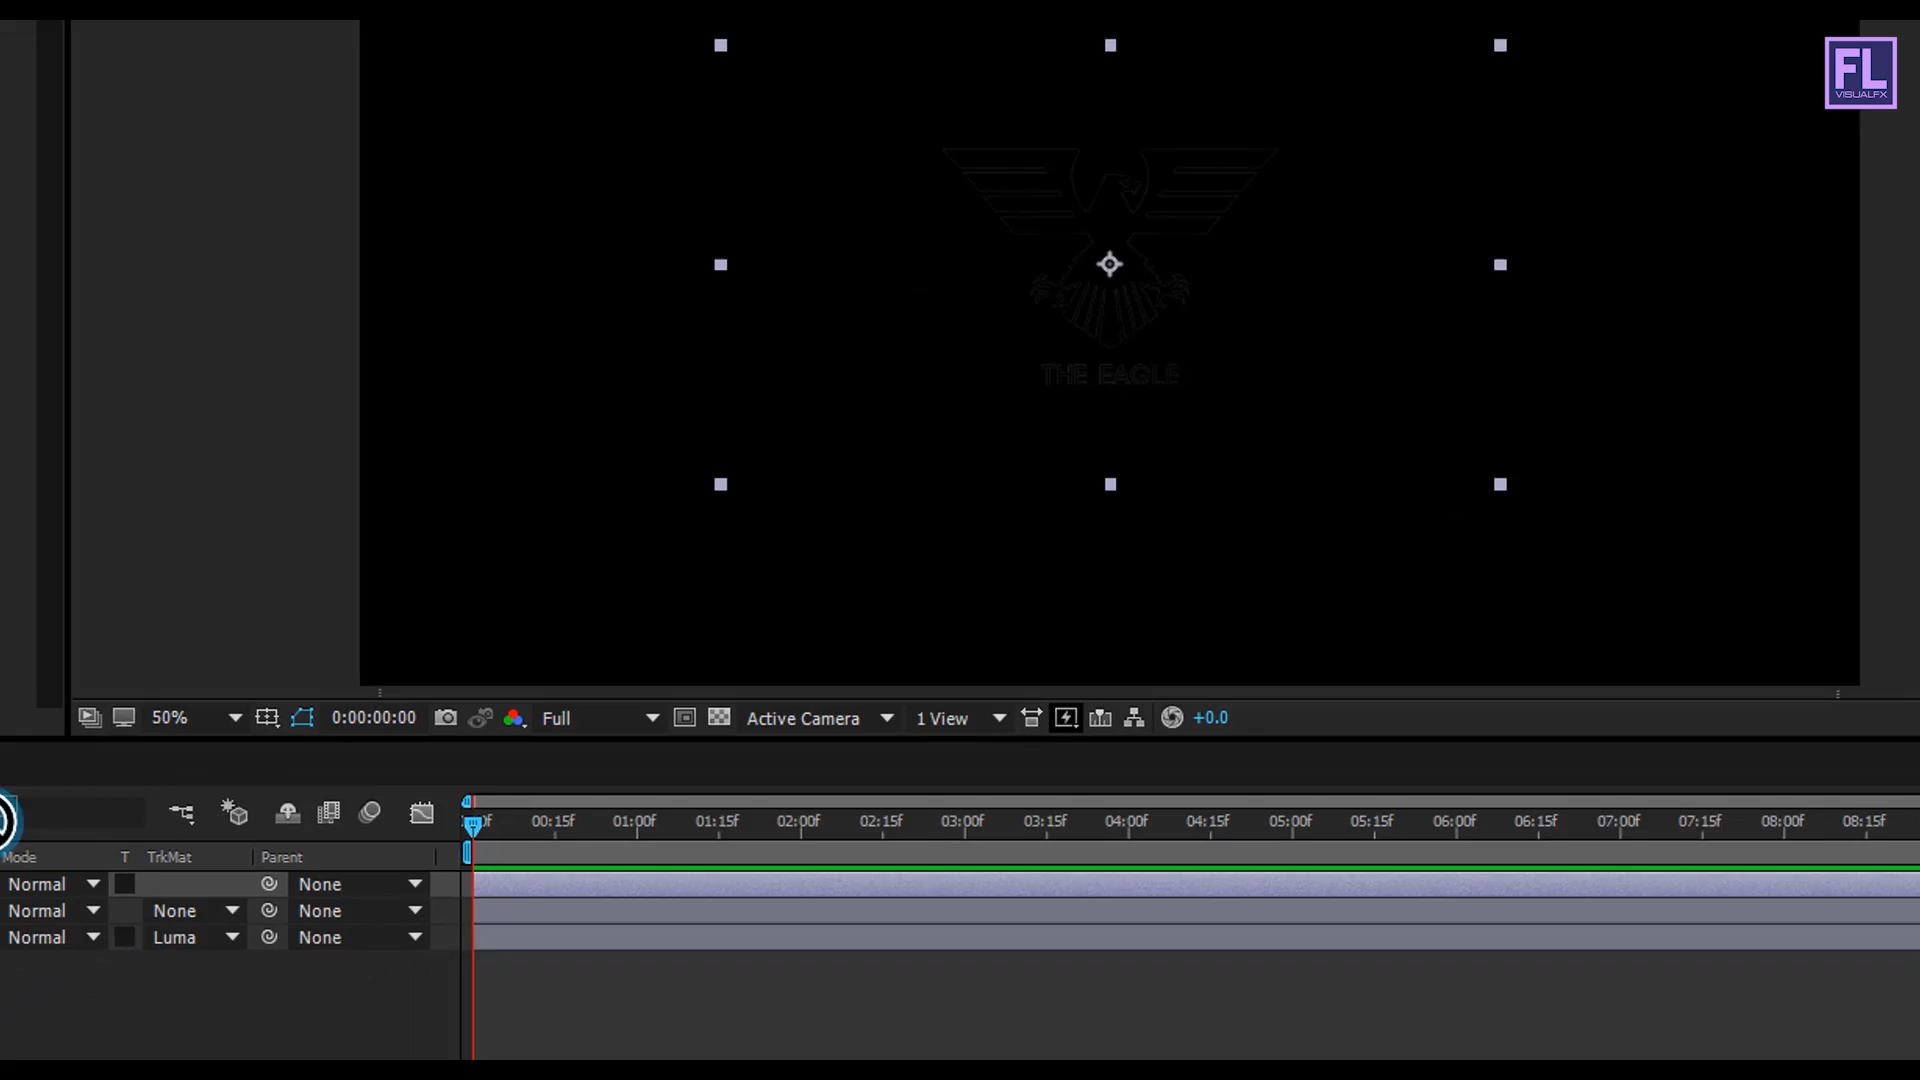 FL
VISUALFX
THE EAGLE
50% 0:00:00:00 Full Active Camera 1 View +0.0
00:15f 01:00f 01:15f 02:00f 02:15f 03:00f 03:15f 04:00f 04:15f 05:00f 05:15f 06:00f 06:15f 07:00f 07:15f 08:00f 08:15f
Mode T TrkMat Parent
Normal None
Normal None None
Normal Luma None